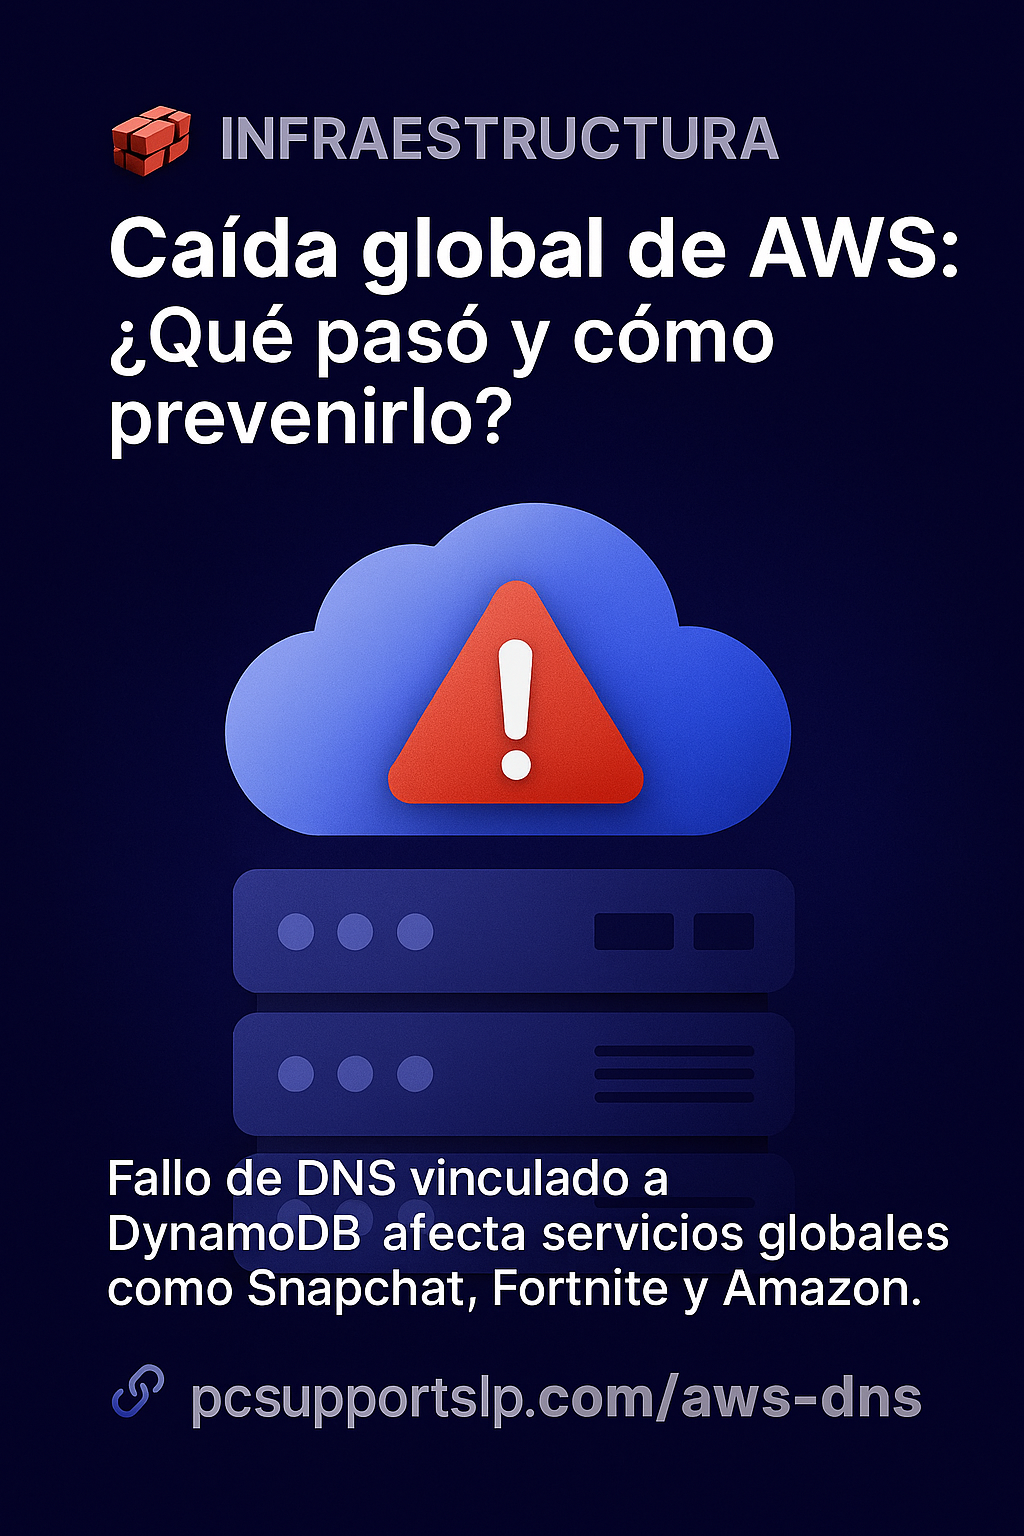 INFRAESTRUCTURA
Caída global de AWS:
¿Qué pasó y cómo
prevenirlo?
Fallo de DNS vinculado a
DynamoDB afecta servicios globales
como Snapchat, Fortnite y Amazon.
pcsupportslp.com/aws-dns